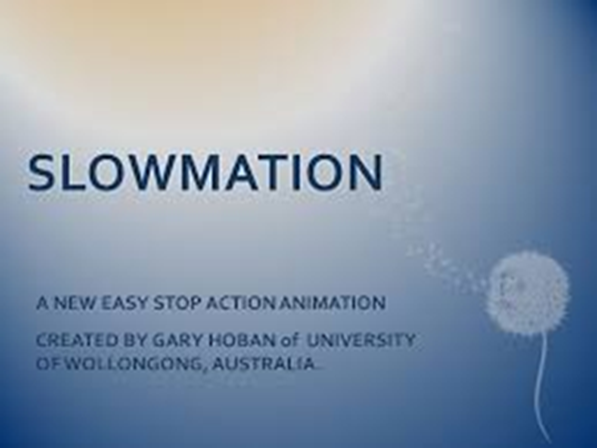 SLOWMATION
A NEW EASY STOP ACTION ANIMATION
CREATED BY GARY HOBAN of UNIVERSITY
OF WOLLONGONG, AUSTRALIA.